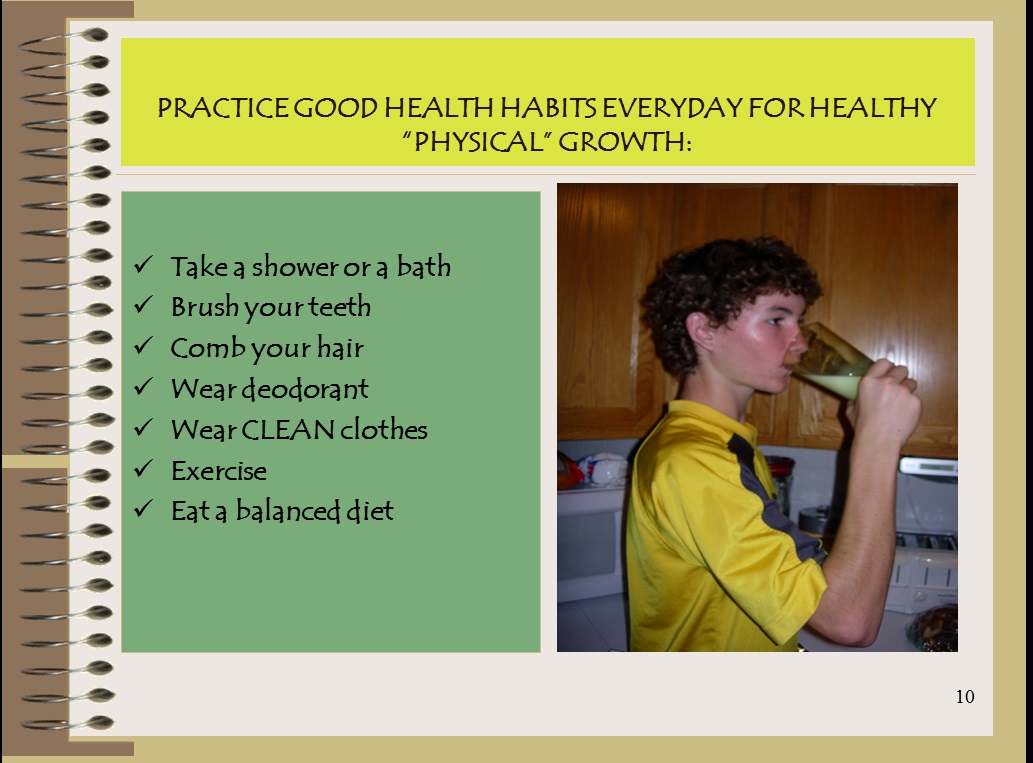 PRACTICE GOOD HEALTH HABITS EVERYDAY FOR HEALTHY
“PHYSICAL” GROWTH:
✓ Take a shower or a bath
✓ Brush your teeth
✓ Comb your hair
✓ Wear deodorant
✓ Wear CLEAN clothes
✓ Exercise
✓ Eat a balanced diet
10